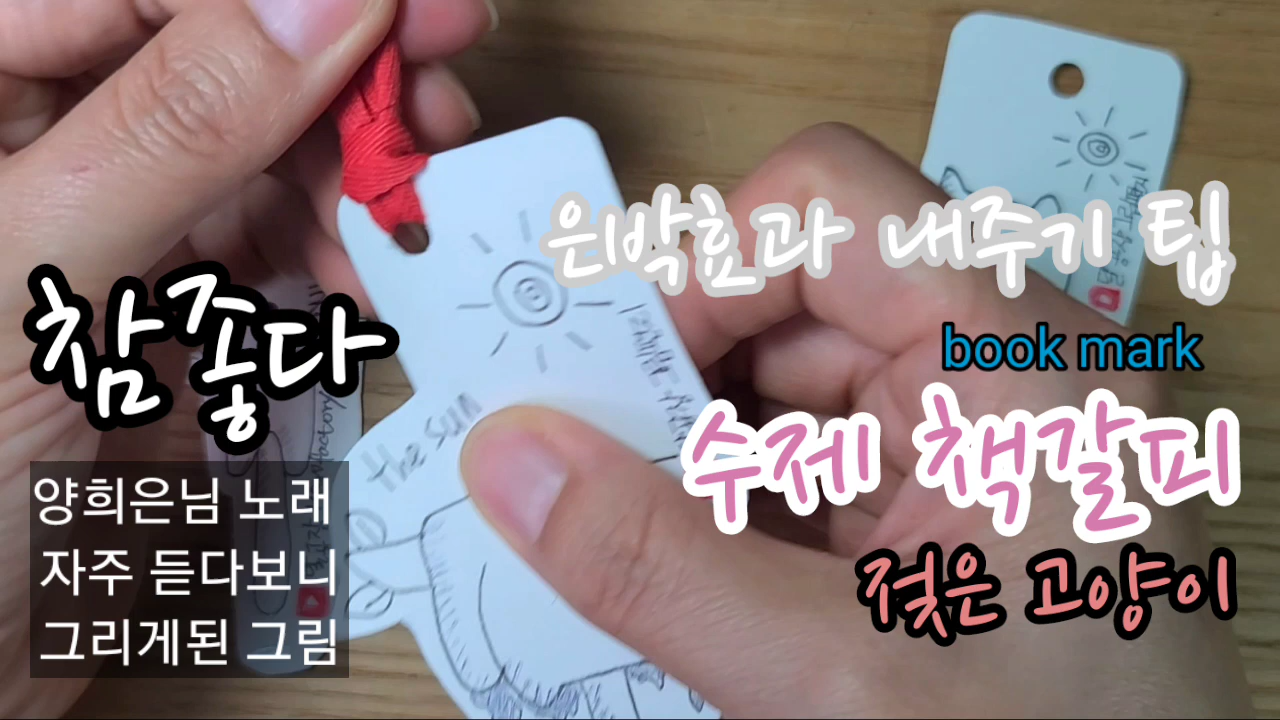 은박효과 내주기 팁
book mark
참좋다
수제 책갈피
젖은 고양이
양희은님 노래
자주 듣다보니
그리게된 그림
the sun